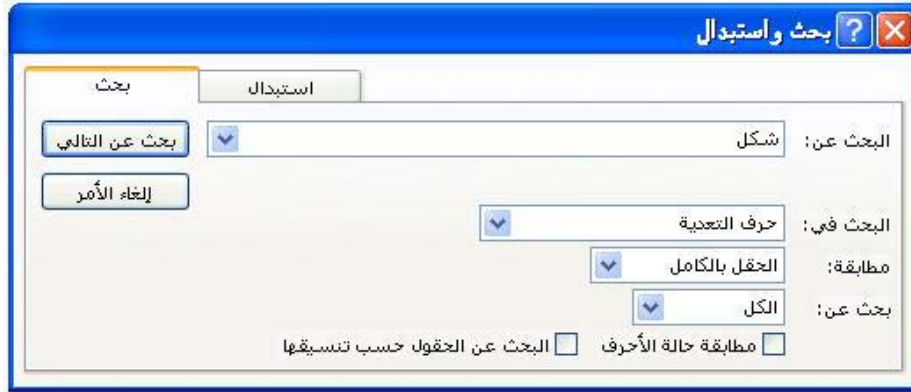 بحث و استبدال
بحث
استبدال
البحث عن: شكل
بحث عن التالي
إلغاء الأمر
البحث في: حرف التعدية
مطابقة: الحقل بالكامل
بحث عن: الكل
مطابقة حالة الأحرف
البحث عن الحقول حسب تنسيقها